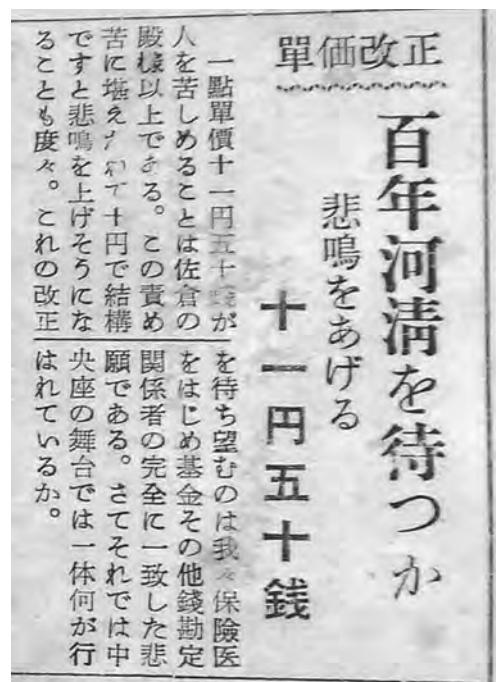 單価改正
百年河淸を待つか
悲鳴をあげる
十一円五十銭
一點單價十一円五十錢が
人を苦しめることは佐倉の
殿様以上である。この責め
苦に堪え 十円で結構
ですと悲鳴を上げそうにな
ることも度々。これの改正
を待ち望むのは我々保険医
をはじめ基金その他錢勘定
関係者の完全に一致した悲
願である。さてそれでは中
央座の舞台では一体何が行
はれているか。